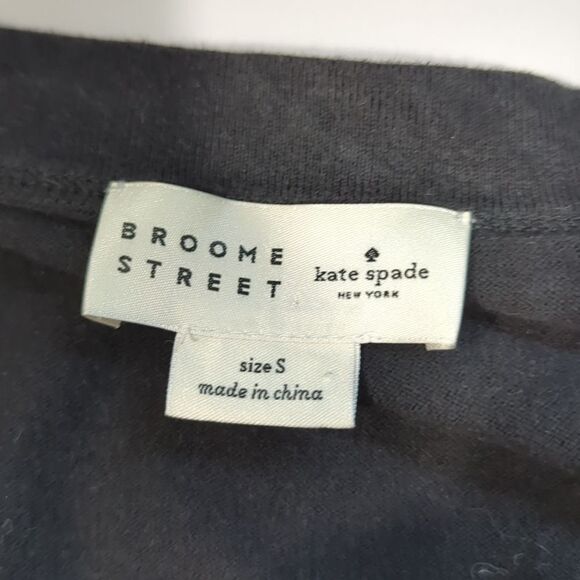 BROOME
STREET
kate spade
NEW YORK
size S
made in china